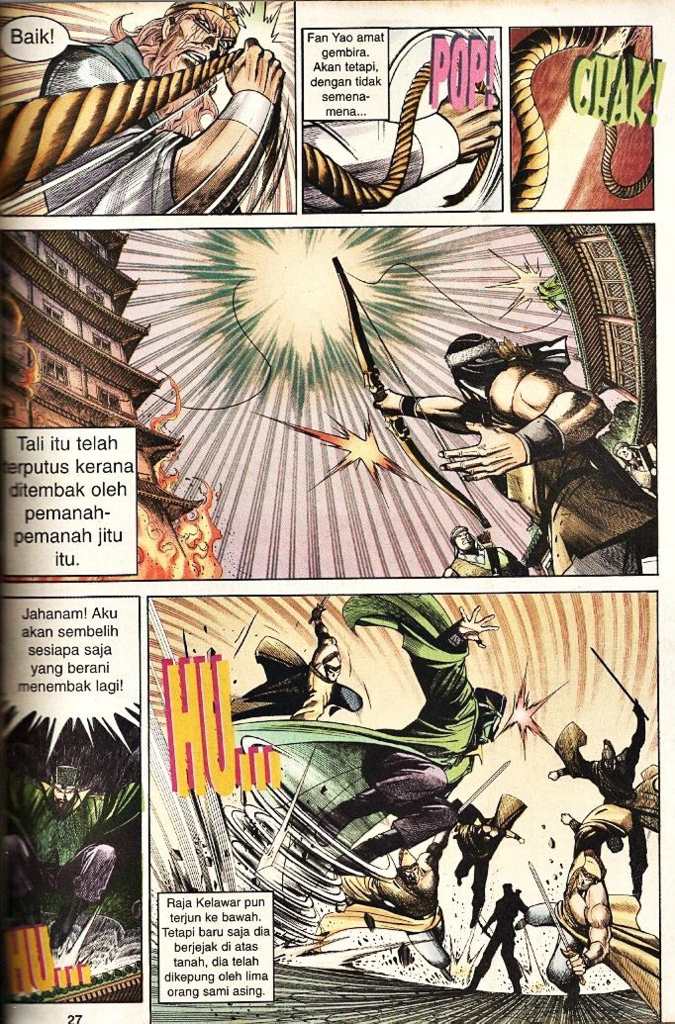 Baik!
Fan Yao amat
gembira.
Akan tetapi,
dengan tidak
semena-
mena...
POP!
CHAK!
Tali itu telah
terputus kerana
ditembak oleh
pemanah-
pemanah jitu
itu.
Jahanam! Aku
akan sembelih
sesiapa saja
yang berani
menembak lagi!
HU....
HU....
Raja Kelawar pun
terjun ke bawah.
Tetapi baru saja dia
berjejak di atas
tanah, dia telah
dikepung oleh lima
orang sami asing.
27